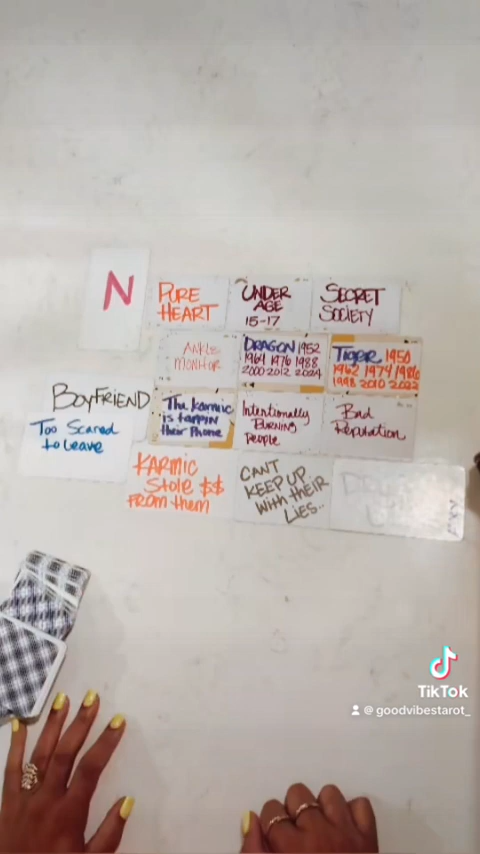 N
PURE
HEART
UNDER
AGE
15-17
SECRET
SOCIETY
ANKLE
MONITOR
DRAGON 1952
1964 1976 1988
2000 2012 2024
TIGER 1950
1962 1974 1986
1998 2010 2022
BOYFRIEND
Too Scared
to Leave
The karmic
is tappin
their Phone
Intentionally
BURNING
People
Bad
Reputation
KARMIC
Stole $$
FROM them
CANT
KEEP UP
WITH THEIR
LIES..
TikTok
@goodvibestarot_